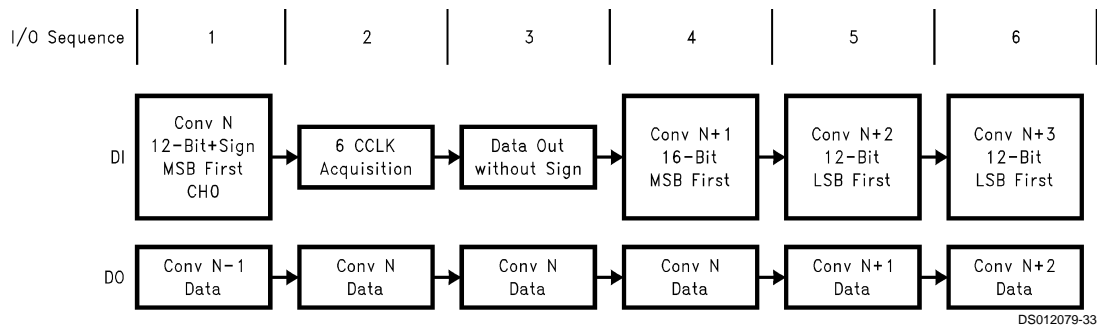 I/O Sequence 1 2 3 4 5 6
DI
Conv N
12-Bit+Sign
MSB First
CH0
6 CCLK
Acquisition
Data Out
without Sign
Conv N+1
16-Bit
MSB First
Conv N+2
12-Bit
LSB First
Conv N+3
12-Bit
LSB First
DO
Conv N-1
Data
Conv N
Data
Conv N
Data
Conv N
Data
Conv N+1
Data
Conv N+2
Data
DS012079-33